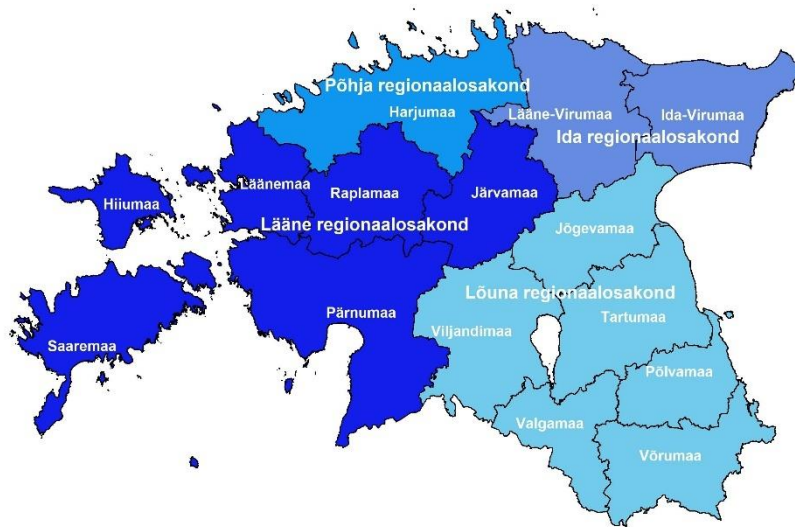 Põhja regionaalosakond
Harjumaa
Lääne-Virumaa
Ida-Virumaa
Ida regionaalosakond
Läänemaa
Raplamaa
Järvamaa
Hiiumaa
Lääne regionaalosakond
Jõgevamaa
Lõuna regionaalosakond
Pärnumaa
Tartumaa
Viljandimaa
Saaremaa
Põlvamaa
Valgamaa
Võrumaa